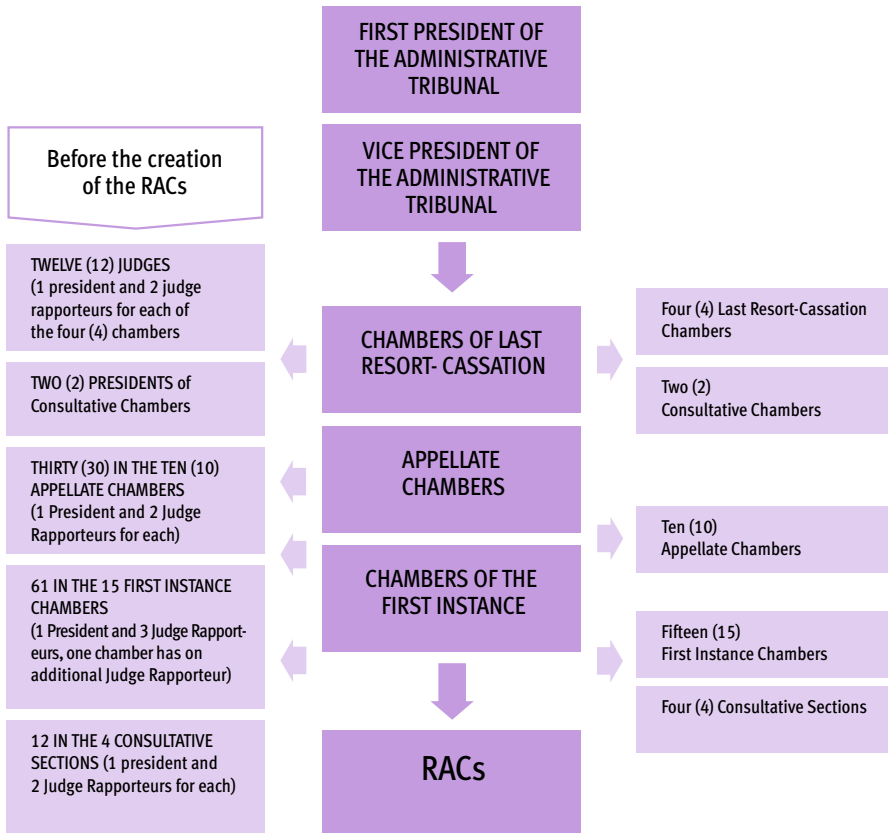 FIRST PRESIDENT OF
THE ADMINISTRATIVE
TRIBUNAL
VICE PRESIDENT OF
THE ADMINISTRATIVE
TRIBUNAL
Before the creation
of the RACs
TWELVE (12) JUDGES
(1 president and 2 judge
rapporteurs for each of
the four (4) chambers
TWO (2) PRESIDENTS of
Consultative Chambers
THIRTY (30) IN THE TEN (10)
APPELLATE CHAMBERS
(1 President and 2 Judge
Rapporteurs for each)
61 IN THE 15 FIRST INSTANCE
CHAMBERS
(1 President and 3 Judge Rapport-
eurs, one chamber has on
additional Judge Rapporteur)
12 IN THE 4 CONSULTATIVE
SECTIONS (1 president and
2 Judge Rapporteurs for each)
CHAMBERS OF LAST
RESORT- CASSATION
APPELLATE
CHAMBERS
CHAMBERS OF THE
FIRST INSTANCE
RACs
Four (4) Last Resort-Cassation
Chambers
Two (2)
Consultative Chambers
Ten (10)
Appellate Chambers
Fifteen (15)
First Instance Chambers
Four (4) Consultative Sections